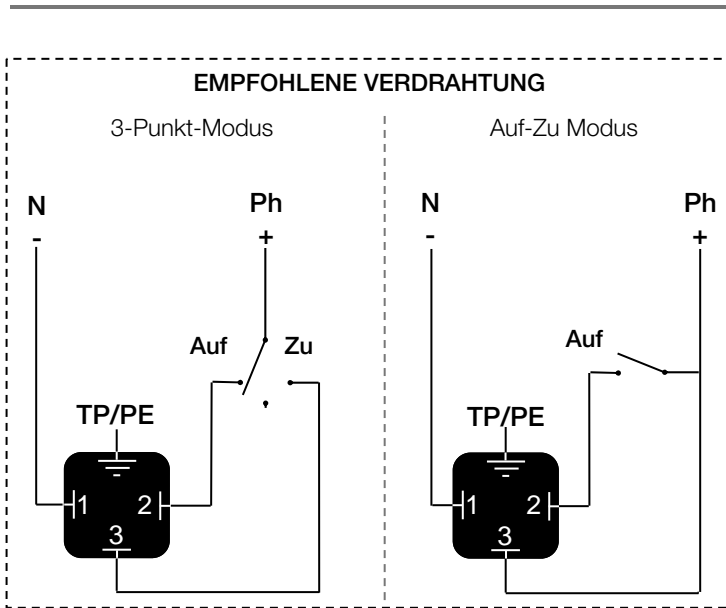 EMPFOHLENE VERDRAHTUNG
3-Punkt-Modus
N
-
Ph
+
Auf
Zu
TP/PE
1
2
3
Auf-Zu Modus
N
-
Ph
+
Auf
TP/PE
1
2
3